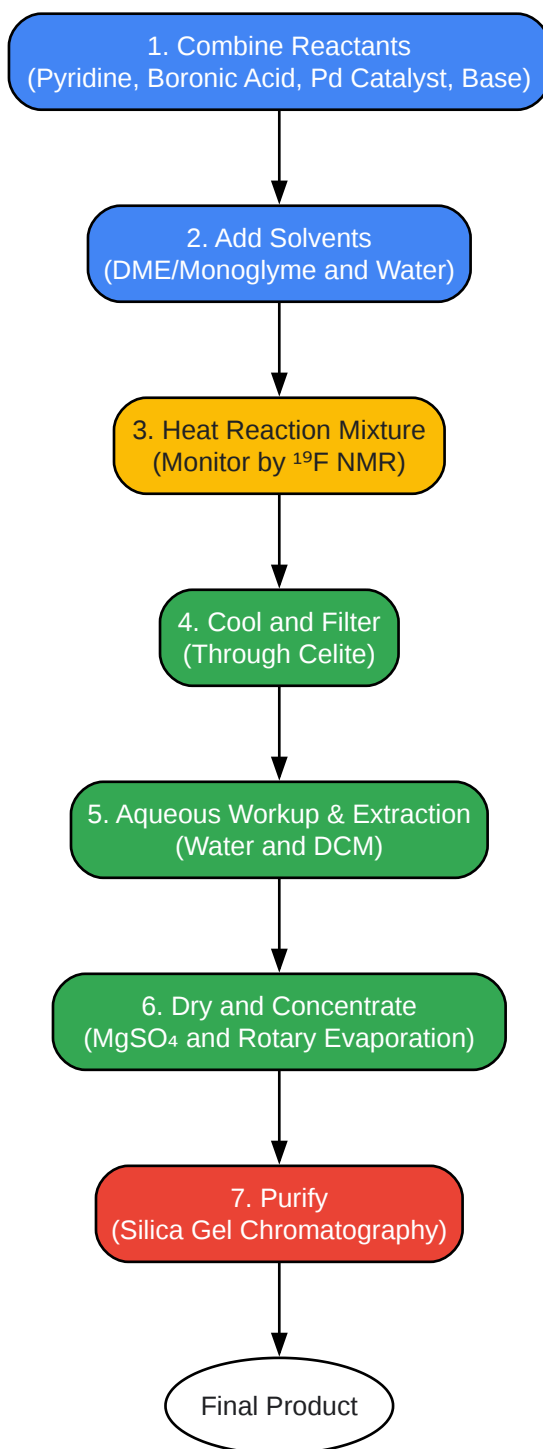 1. Combine Reactants
(Pyridine, Boronic Acid, Pd Catalyst, Base)
2. Add Solvents
(DME/Monoglyme and Water)
3. Heat Reaction Mixture
(Monitor by ¹⁹F NMR)
4. Cool and Filter
(Through Celite)
5. Aqueous Workup & Extraction
(Water and DCM)
6. Dry and Concentrate
(MgSO₄ and Rotary Evaporation)
7. Purify
(Silica Gel Chromatography)
Final Product